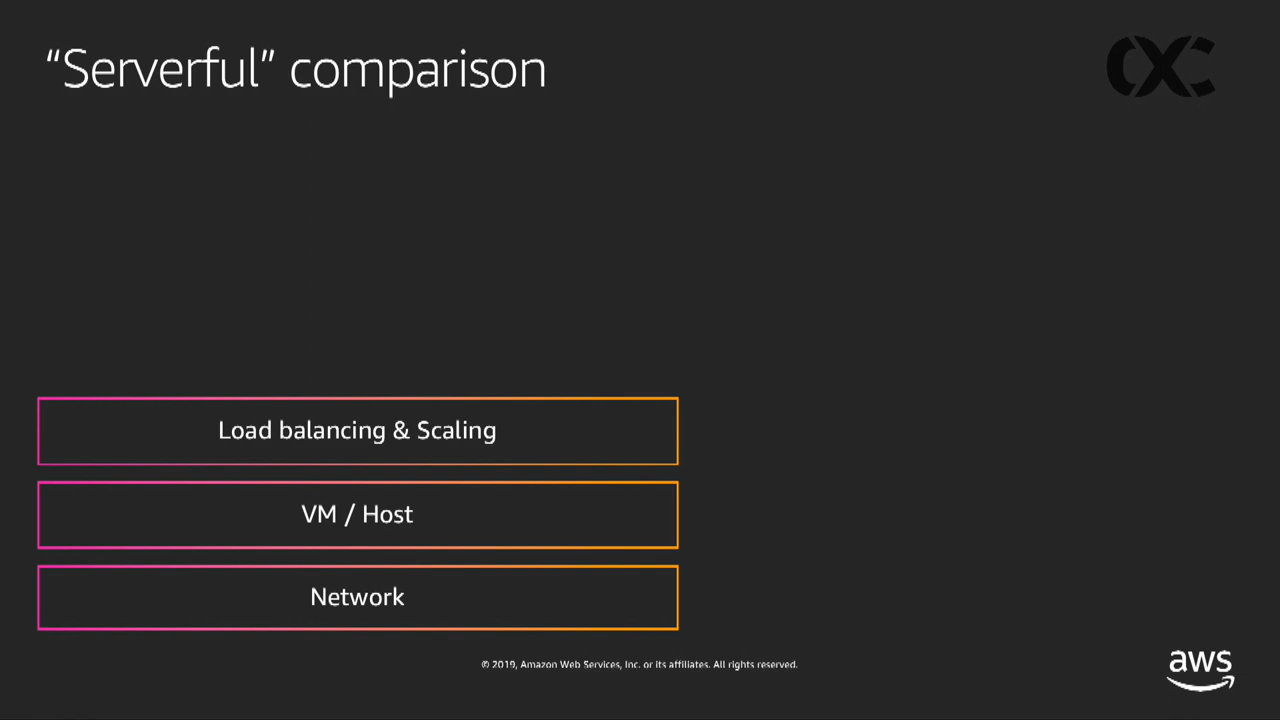 “Serverful” comparison
Load balancing & Scaling
VM / Host
Network
© 2019, Amazon Web Services, Inc. or its affiliates. All rights reserved.
aws